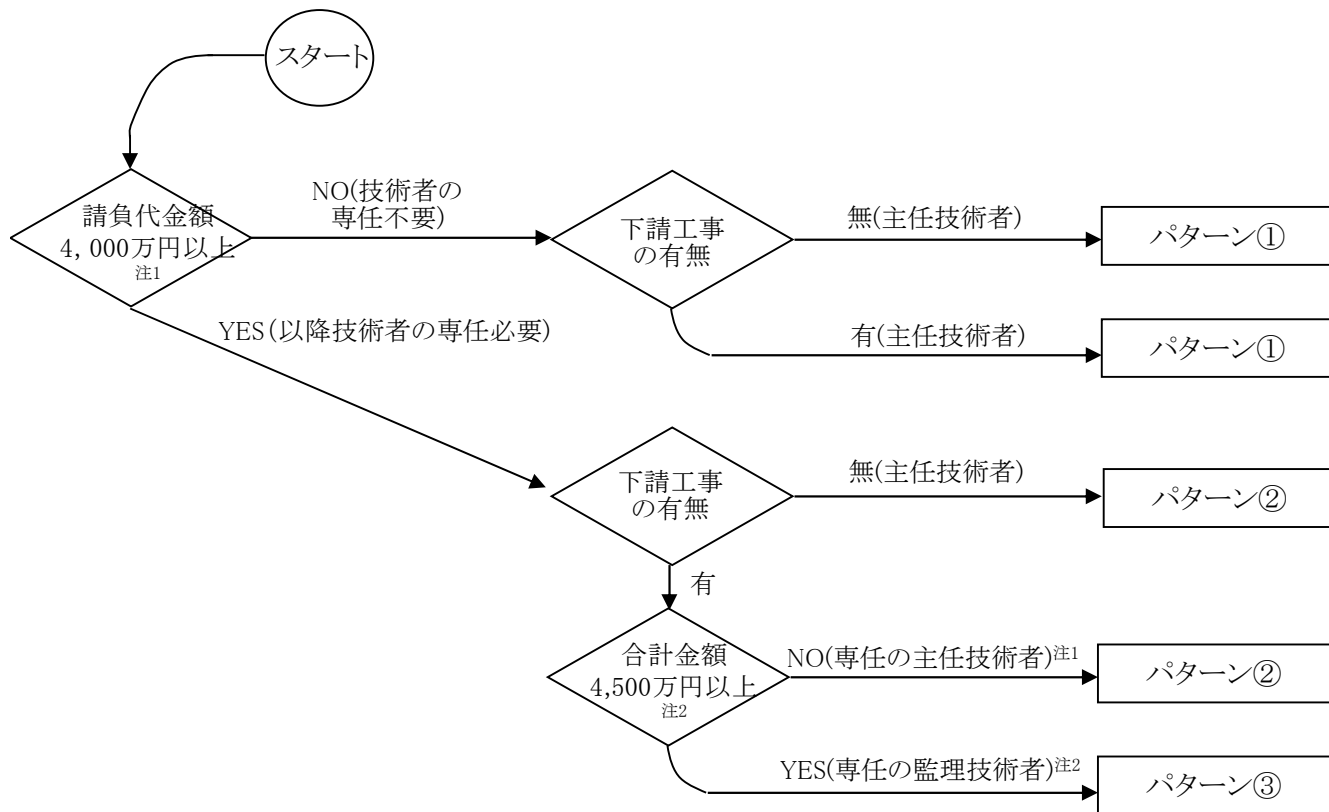 スタート
請負代金額
4,000万円以上
注1
NO(技術者の
専任不要)
下請工事
の有無
無(主任技術者)
パターン①
有(主任技術者)
パターン①
YES(以降技術者の専任必要)
下請工事
の有無
無(主任技術者)
パターン②
有
合計金額
4,500万円以上
注2
NO(専任の主任技術者)注1
パターン②
YES(専任の監理技術者)注2
パターン③